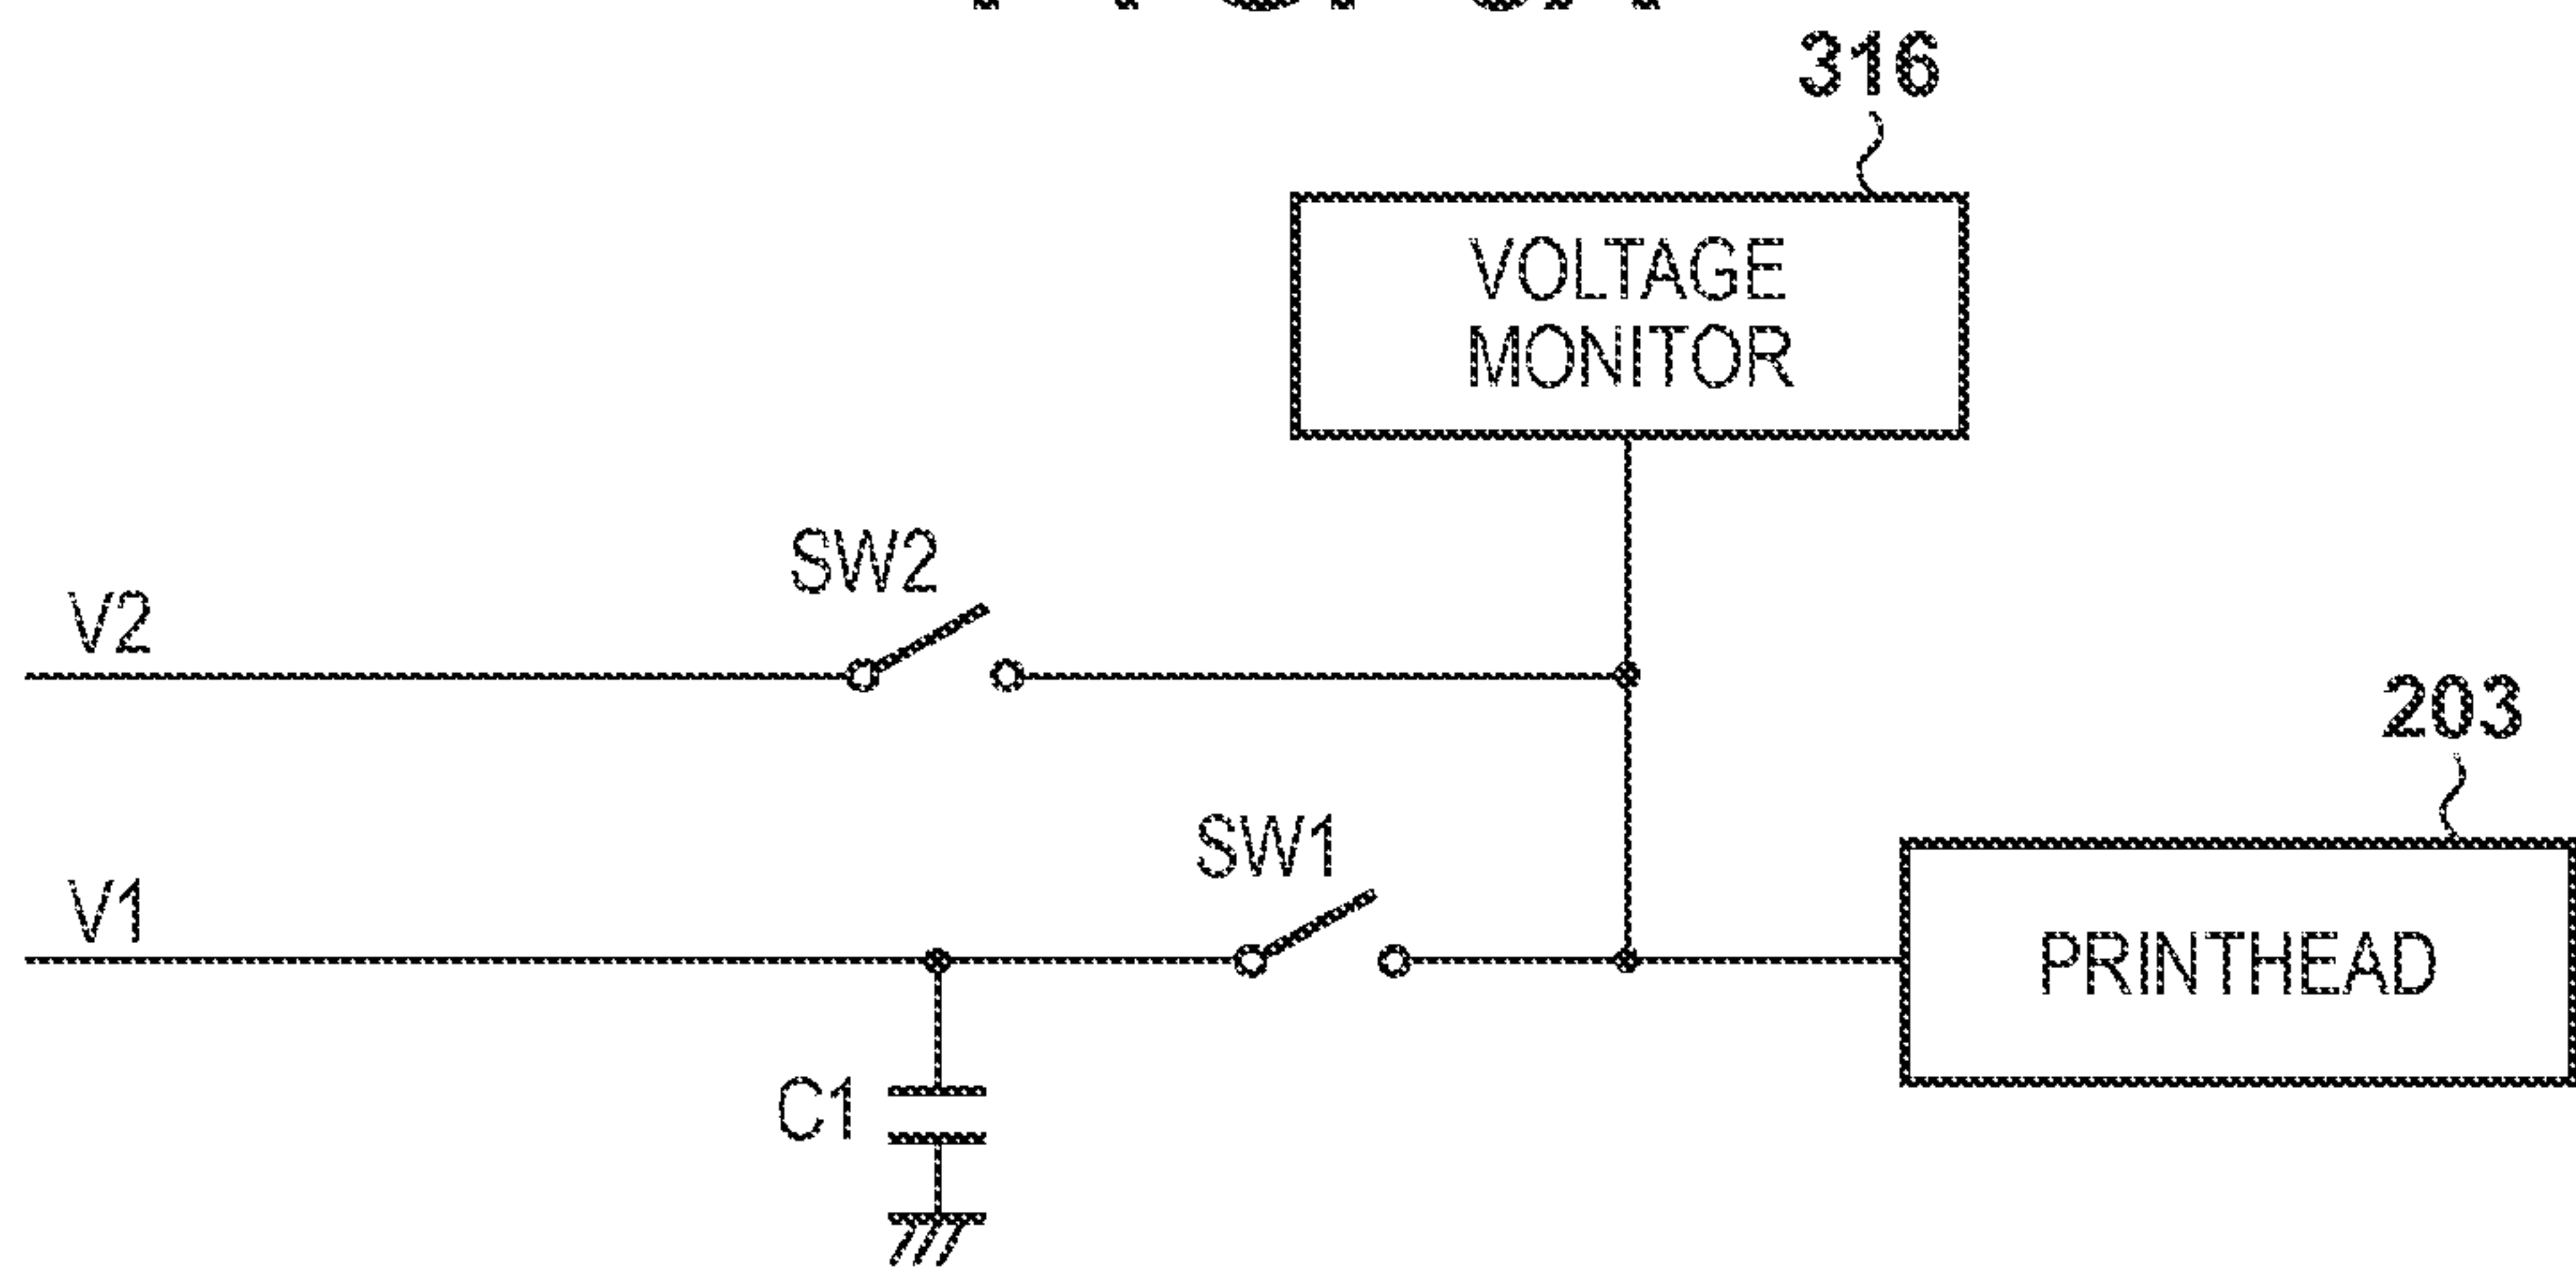 316
VOLTAGE
MONITOR
SW2
V2
203
SW1
V1
PRINTHEAD
C1